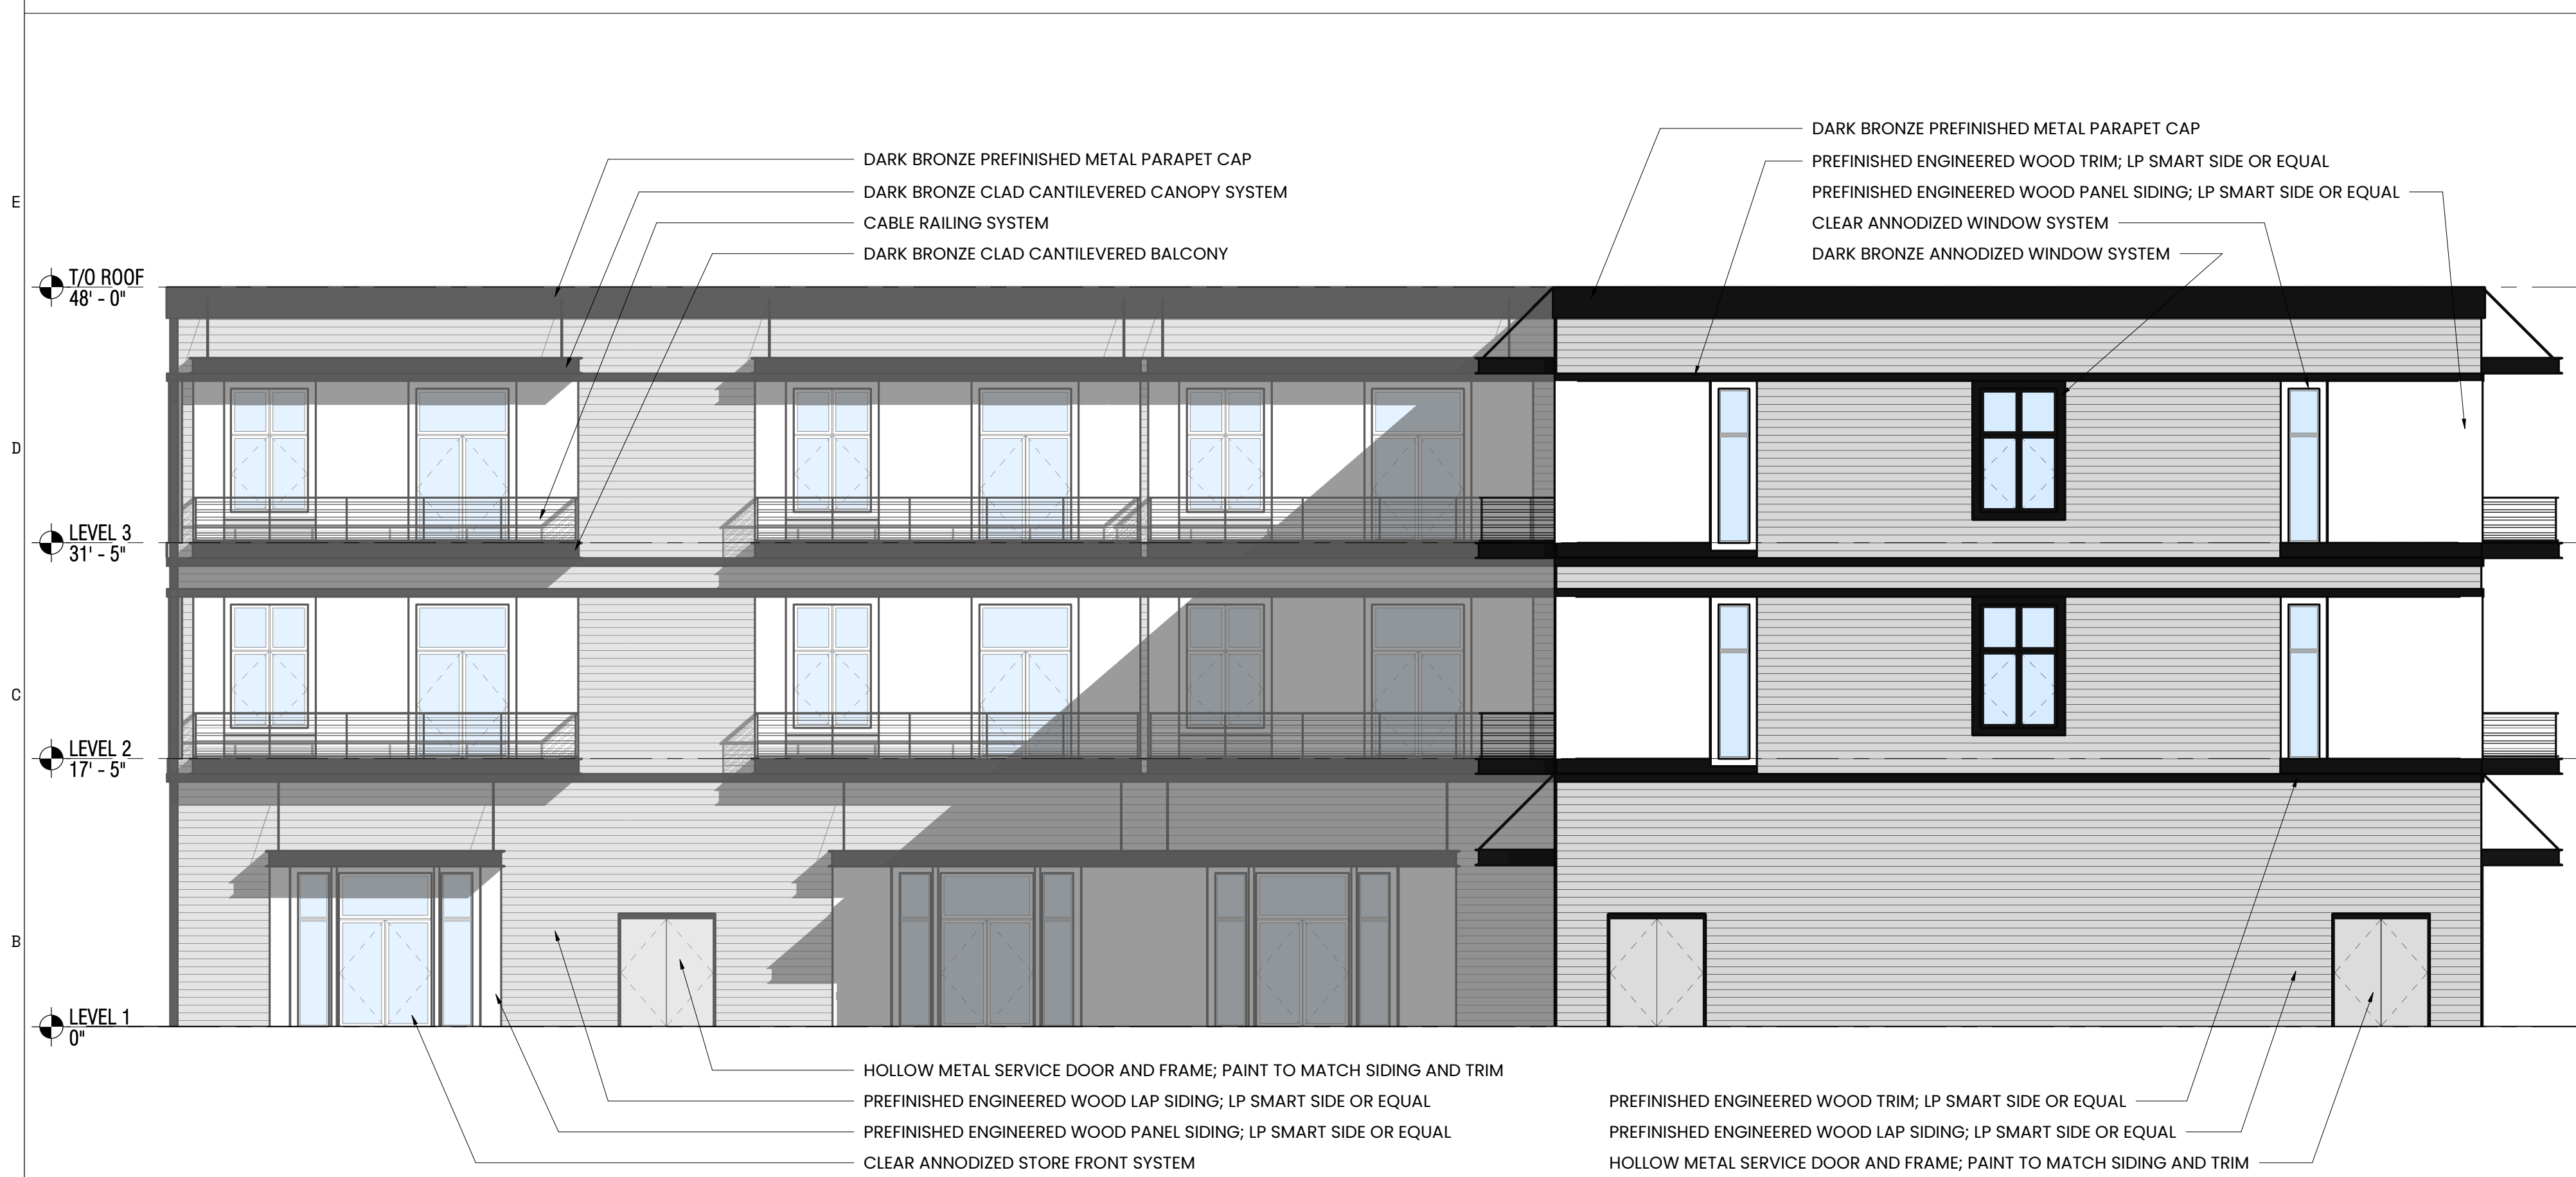 DARK BRONZE PREFINISHED METAL PARAPET CAP
DARK BRONZE CLAD CANTILEVERED CANOPY SYSTEM
CABLE RAILING SYSTEM
DARK BRONZE CLAD CANTILEVERED BALCONY
DARK BRONZE PREFINISHED METAL PARAPET CAP
PREFINISHED ENGINEERED WOOD TRIM; LP SMART SIDE OR EQUAL
PREFINISHED ENGINEERED WOOD PANEL SIDING; LP SMART SIDE OR EQUAL
CLEAR ANNODIZED WINDOW SYSTEM
DARK BRONZE ANNODIZED WINDOW SYSTEM
E
D
C
B
T/O ROOF
48' - 0"
LEVEL 3
31' - 5"
LEVEL 2
17' - 5"
LEVEL 1
0"
HOLLOW METAL SERVICE DOOR AND FRAME; PAINT TO MATCH SIDING AND TRIM
PREFINISHED ENGINEERED WOOD LAP SIDING; LP SMART SIDE OR EQUAL
PREFINISHED ENGINEERED WOOD PANEL SIDING; LP SMART SIDE OR EQUAL
CLEAR ANNODIZED STORE FRONT SYSTEM
PREFINISHED ENGINEERED WOOD TRIM; LP SMART SIDE OR EQUAL
PREFINISHED ENGINEERED WOOD LAP SIDING; LP SMART SIDE OR EQUAL
HOLLOW METAL SERVICE DOOR AND FRAME; PAINT TO MATCH SIDING AND TRIM